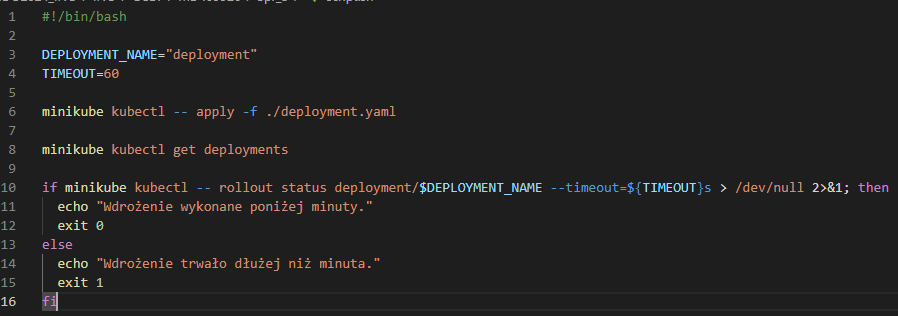 1 #!/bin/bash
2
3 DEPLOYMENT_NAME="deployment"
4 TIMEOUT=60
5
6 minikube kubectl -- apply -f ./deployment.yaml
7
8 minikube kubectl get deployments
9
10 if minikube kubectl -- rollout status deployment/$DEPLOYMENT_NAME --timeout=${TIMEOUT}s > /dev/null 2>&1; then
11 echo "Wdrożenie wykonane poniżej minuty."
12 exit 0
13 else
14 echo "Wdrożenie trwało dłużej niż minuta."
15 exit 1
16 fi